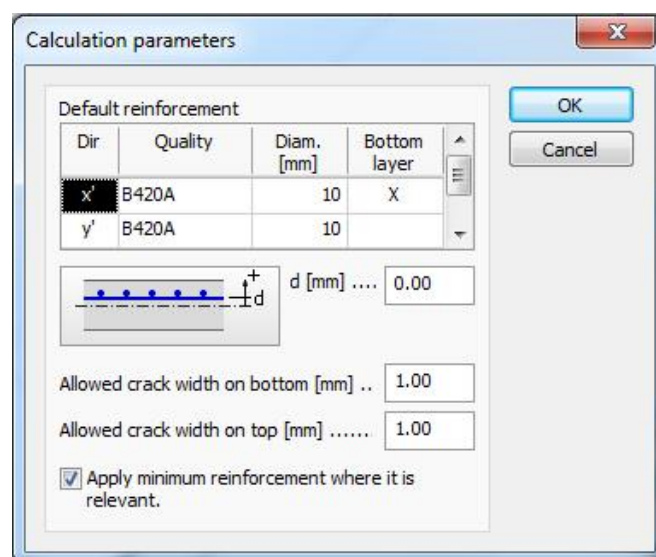 Calculation parameters
Default reinforcement
Dir Quality Diam. [mm] Bottom layer
x' B420A 10 X
y' B420A 10
+
d
d [mm] .... 0.00
Allowed crack width on bottom [mm] .. 1.00
Allowed crack width on top [mm] ...... 1.00
Apply minimum reinforcement where it is
relevant.
OK
Cancel